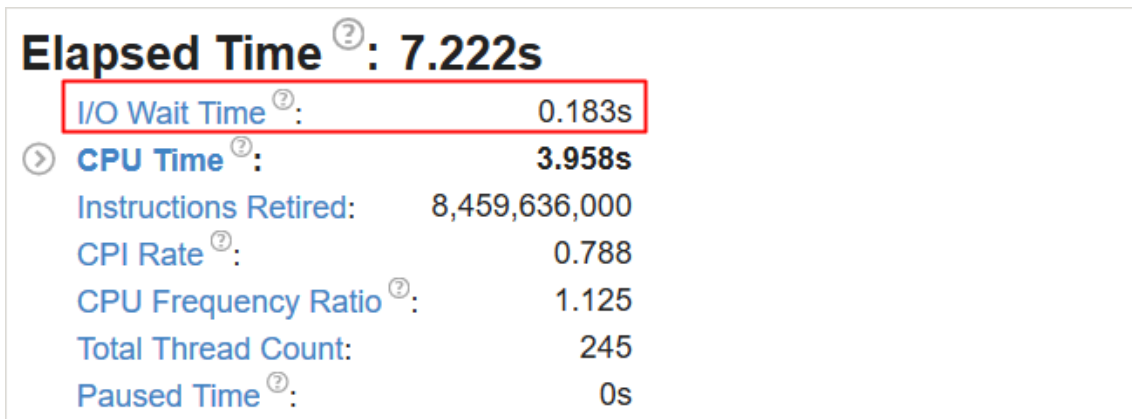 Elapsed Time ?: 7.222s
I/O Wait Time ?: 0.183s
CPU Time ?: 3.958s
Instructions Retired: 8,459,636,000
CPI Rate ?: 0.788
CPU Frequency Ratio ?: 1.125
Total Thread Count: 245
Paused Time ?: 0s